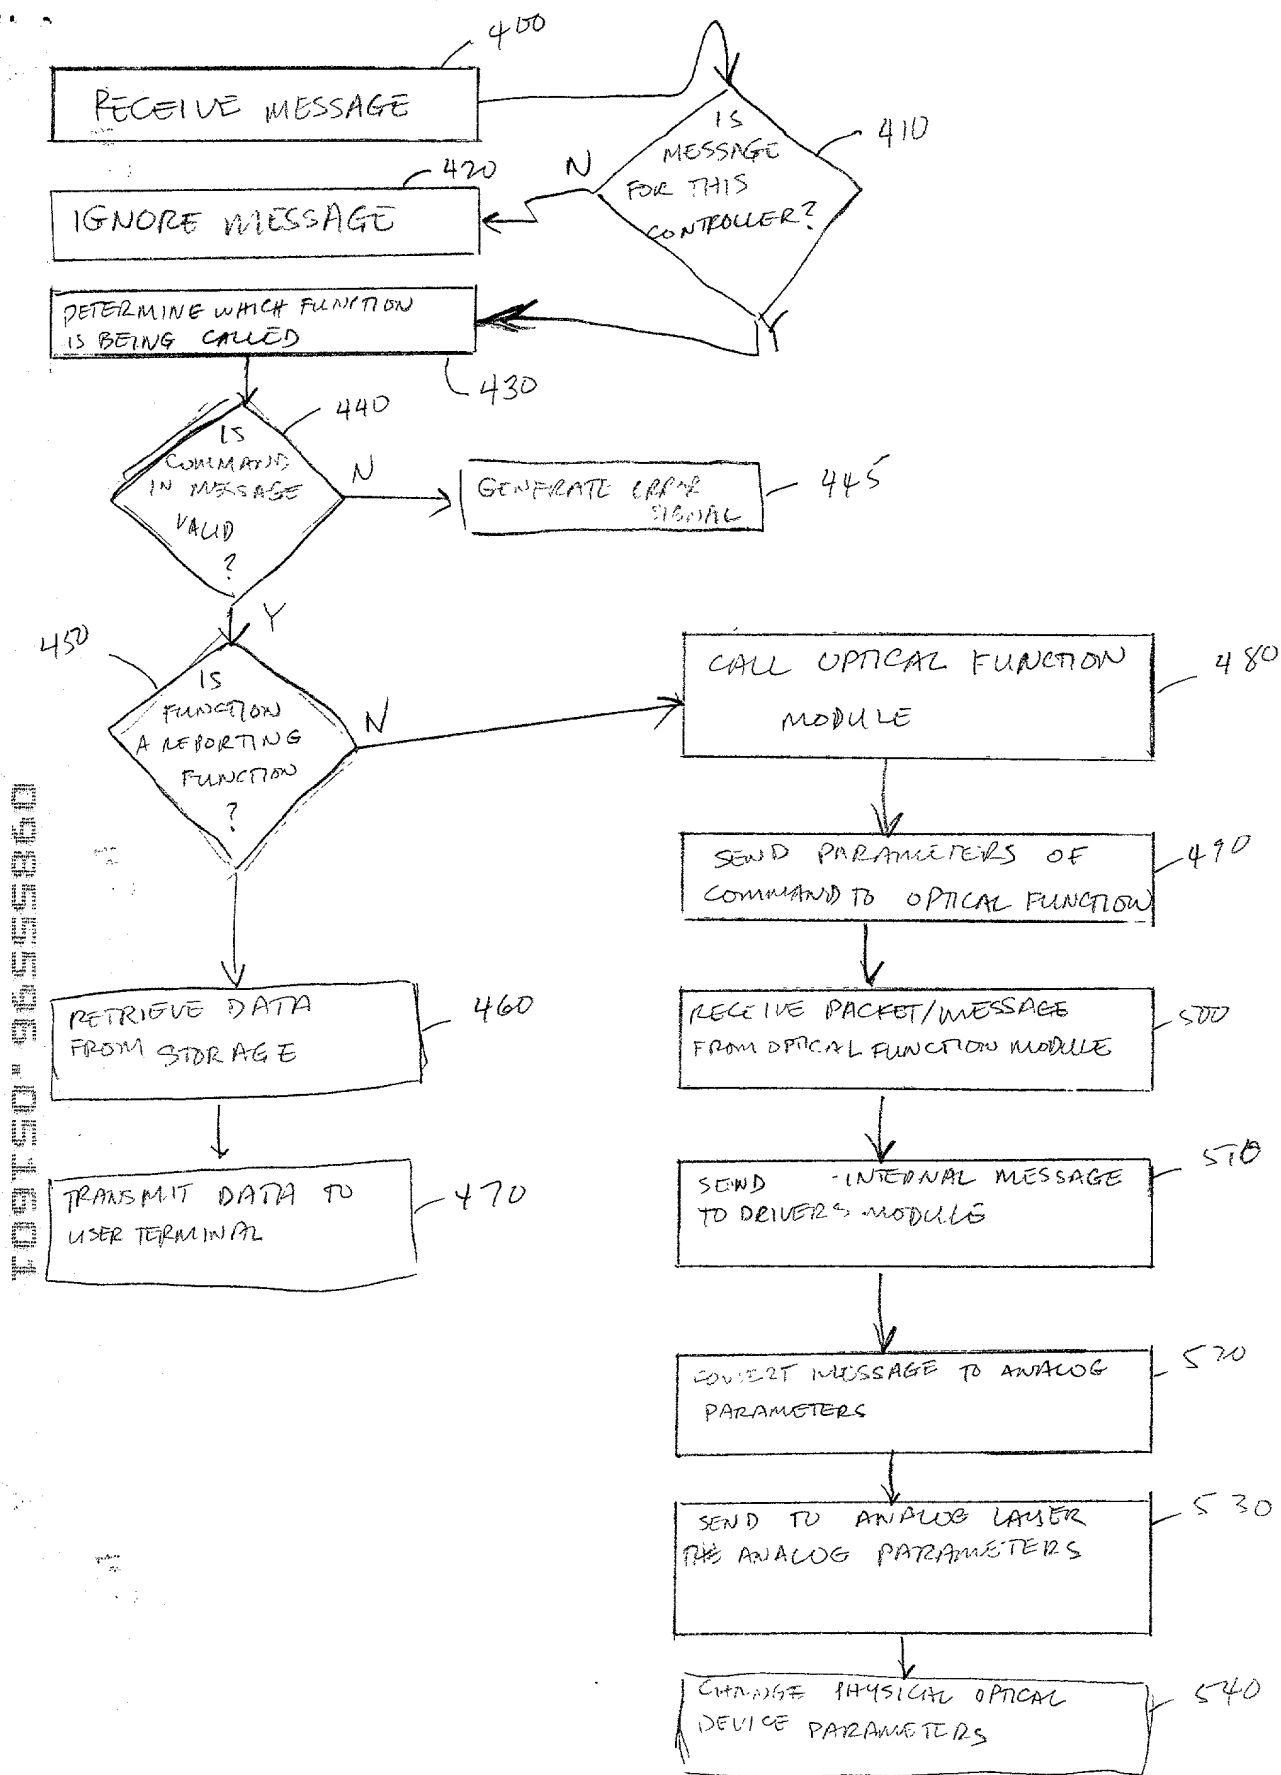 400
RECEIVE MESSAGE
IS
MESSAGE
FOR THIS
CONTROLLER?
410
N
Y
420
IGNORE MESSAGE
DETERMINE WHICH FUNCTION
IS BEING CALLED
430
440
IS
COMMAND
IN MESSAGE
VALID
?
N
GENERATE ERROR
SIGNAL
445
Y
450
IS
FUNCTION
A REPORTING
FUNCTION
?
N
CALL OPTICAL FUNCTION
MODULE
480
SEND PARAMETERS OF
COMMAND TO OPTICAL FUNCTION
490
RETRIEVE DATA
FROM STORAGE
460
RECEIVE PACKET/MESSAGE
FROM OPTICAL FUNCTION MODULE
500
TRANSMIT DATA TO
USER TERMINAL
470
SEND INTERNAL MESSAGE
TO DRIVERS MODULE
510
CONVERT MESSAGE TO ANALOG
PARAMETERS
520
SEND TO ANALOG LAYER
THE ANALOG PARAMETERS
530
CHANGE PHYSICAL OPTICAL
DEVICE PARAMETERS
540
09855596.051601